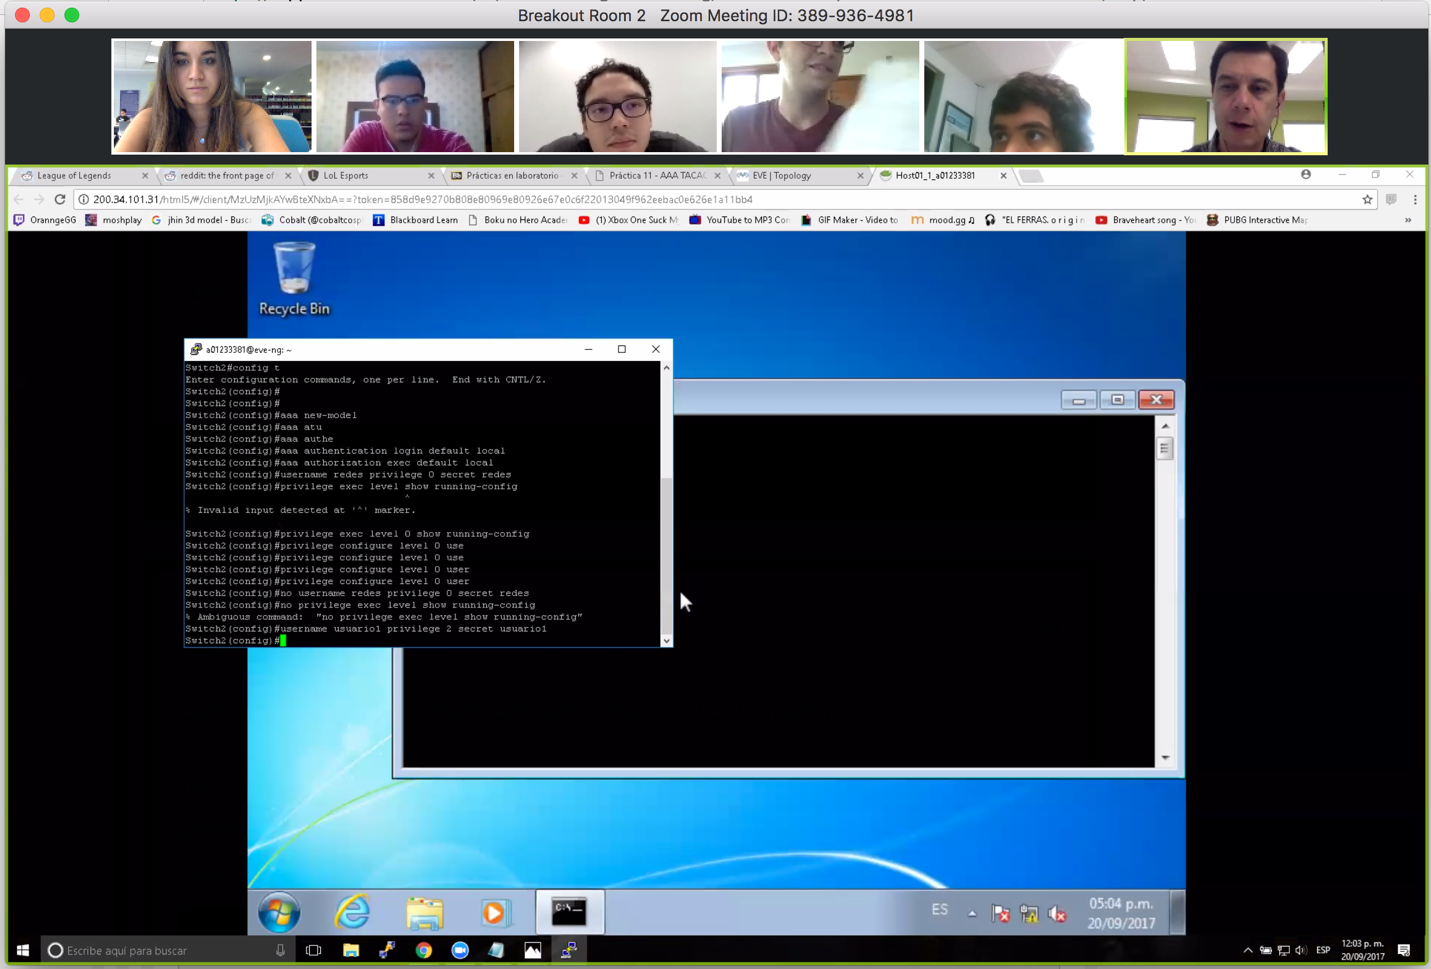 Breakout Room 2   Zoom Meeting ID: 389-936-4981
League of Legends
reddit: the front page of
LoL Esports
Prácticas en laboratorio -
Práctica 11 - AAA TACAC
EVE | Topology
Host01_1_a01233381
OranngeGG
moshplay
jhin 3d model - Busc
Cobalt (@cobaltcosp
Blackboard Learn
Boku no Hero Acade
(1) Xbox One Suck M
YouTube to MP3 Con
GIF Maker - Video to
mood.gg ♫
"EL FERRAS. o r i g i n
Braveheart song - Yo
PUBG Interactive Map
Recycle Bin
a01233381@eve-ng: ~
Switch2#config t
Enter configuration commands, one per line.  End with CNTL/Z.
Switch2(config)#
Switch2(config)#
Switch2(config)#aaa new-model
Switch2(config)#aaa atu
Switch2(config)#aaa authe
Switch2(config)#aaa authentication login default local
Switch2(config)#aaa authorization exec default local
Switch2(config)#username redes privilege 0 secret redes
Switch2(config)#privilege exec level show running-config
^
% Invalid input detected at '^' marker.
Switch2(config)#privilege exec level 0 show running-config
Switch2(config)#privilege configure level 0 use
Switch2(config)#privilege configure level 0 use
Switch2(config)#privilege configure level 0 user
Switch2(config)#privilege configure level 0 user
Switch2(config)#no username redes privilege 0 secret redes
Switch2(config)#no privilege exec level show running-config
% Ambiguous command:  "no privilege exec level show running-config"
Switch2(config)#username usuario1 privilege 2 secret usuario1
Switch2(config)#
C:\
ES
05:04 p.m.
20/09/2017
Escribe aquí para buscar
ESP
12:03 p. m.
20/09/2017